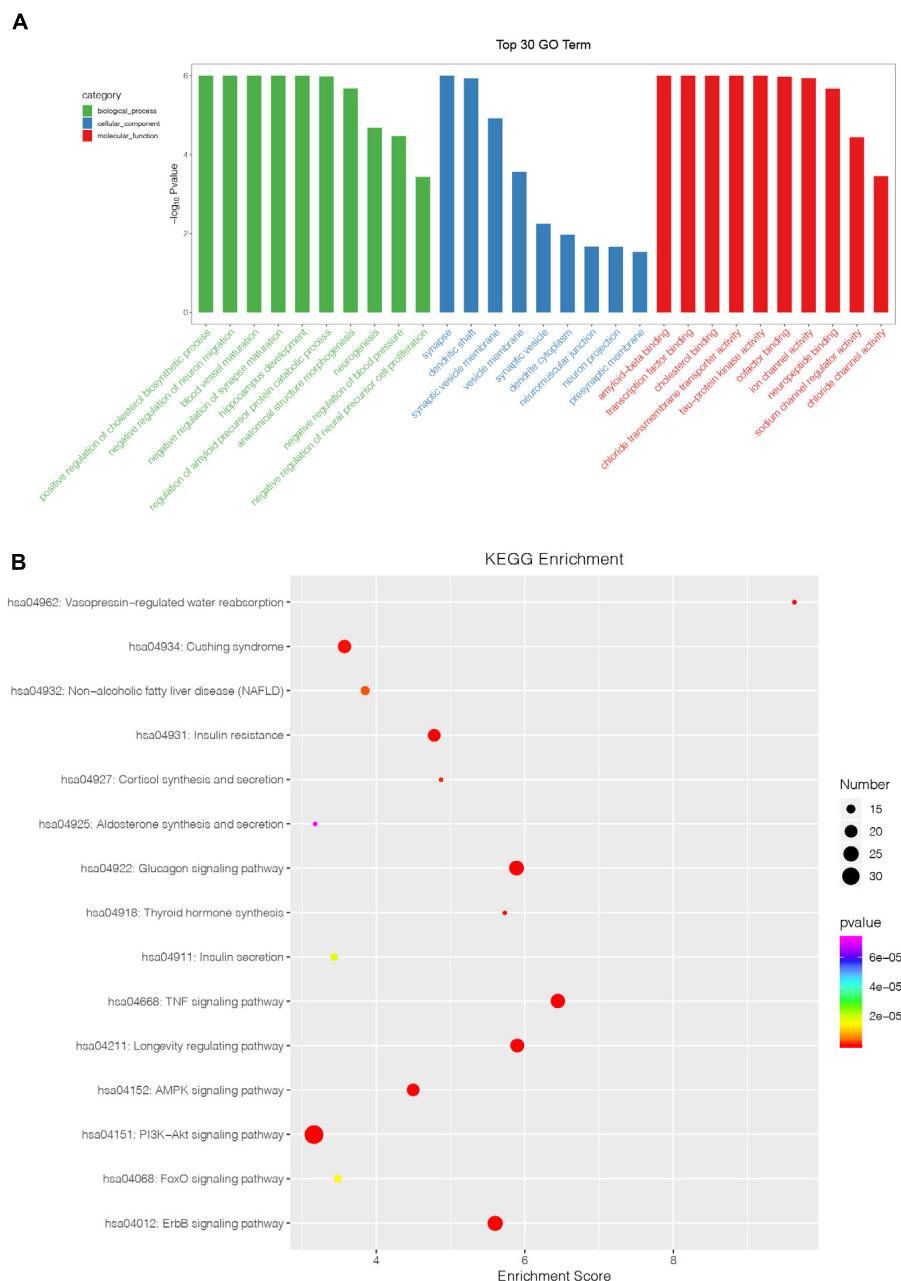 A
Top 30 GO Term
category
biological_process
cellular_component
molecular_function
−log10 Pvalue
6
4
2
0
positive regulation of cholesterol biosynthetic process
negative regulation of neuron migration
blood vessel maturation
negative regulation of synapse maturation
hippocampus development
regulation of amyloid precursor protein catabolic process
anatomical structure morphogenesis
neurogenesis
negative regulation of blood pressure
negative regulation of neural precursor cell proliferation
synapse
dendritic shaft
synaptic vesicle membrane
vesicle membrane
synaptic vesicle
dendrite cytoplasm
neuromuscular junction
neuron projection
presynaptic membrane
amyloid−beta binding
transcription factor binding
cholesterol binding
chloride transmembrane transporter activity
tau−protein kinase activity
cofactor binding
ion channel activity
neuropeptide binding
sodium channel regulator activity
chloride channel activity
B
KEGG Enrichment
hsa04962: Vasopressin−regulated water reabsorption
hsa04934: Cushing syndrome
hsa04932: Non−alcoholic fatty liver disease (NAFLD)
hsa04931: Insulin resistance
hsa04927: Cortisol synthesis and secretion
hsa04925: Aldosterone synthesis and secretion
hsa04922: Glucagon signaling pathway
hsa04918: Thyroid hormone synthesis
hsa04911: Insulin secretion
hsa04668: TNF signaling pathway
hsa04211: Longevity regulating pathway
hsa04152: AMPK signaling pathway
hsa04151: PI3K−Akt signaling pathway
hsa04068: FoxO signaling pathway
hsa04012: ErbB signaling pathway
4 6 8
Enrichment Score
Number
15
20
25
30
pvalue
6e−05
4e−05
2e−05